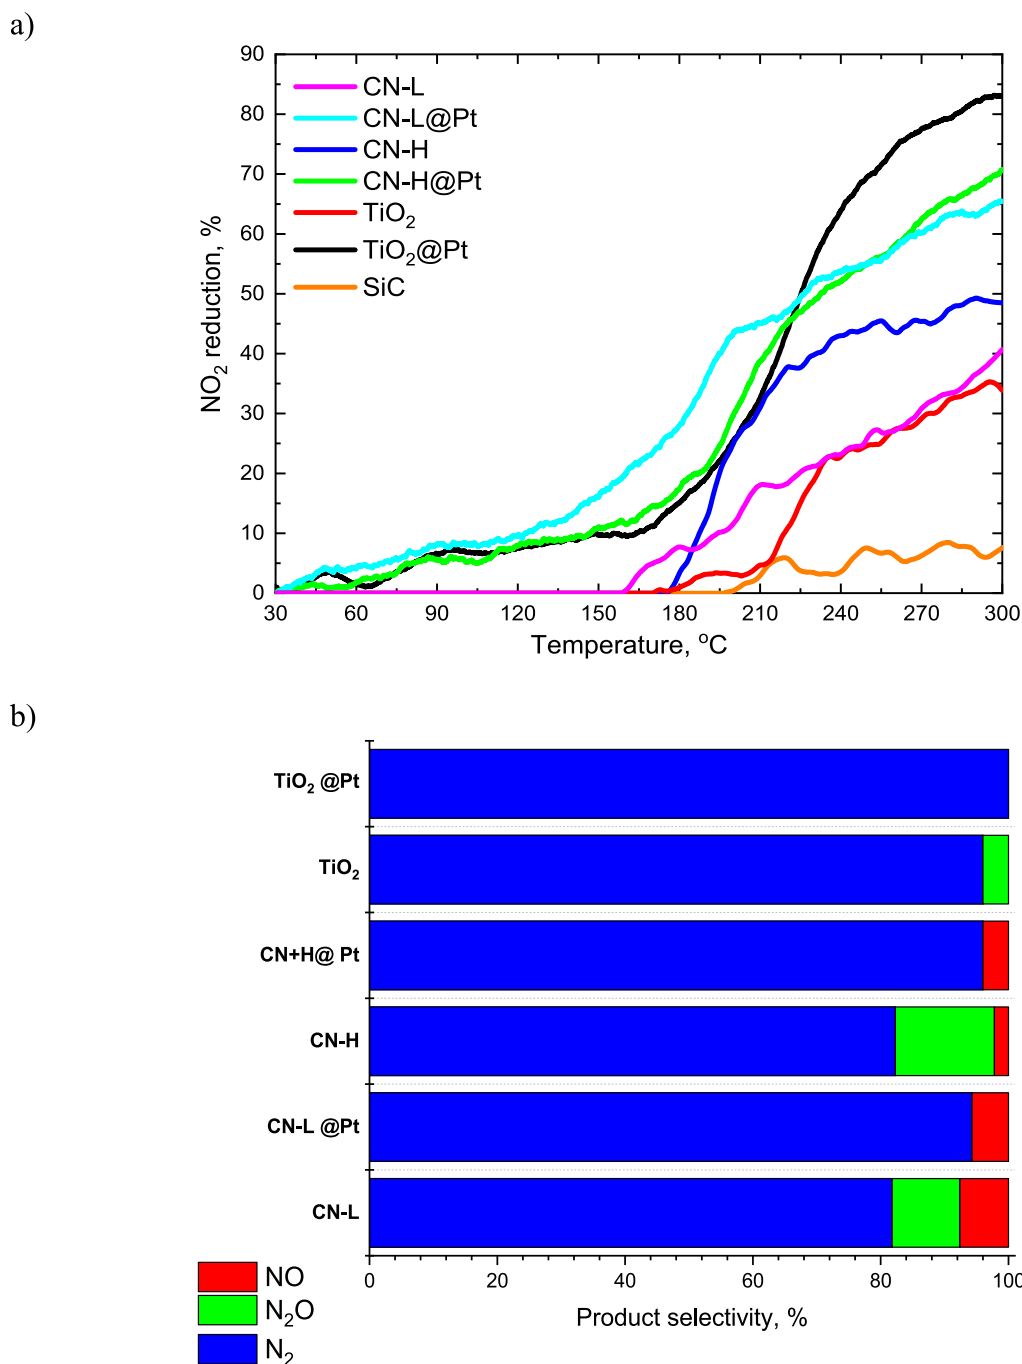 a)
90
80
70
60
50
40
30
20
10
0
NO₂ reduction, %
CN-L
CN-L@Pt
CN-H
CN-H@Pt
TiO₂
TiO₂@Pt
SiC
30 60 90 120 150 180 210 240 270 300
Temperature, °C
b)
TiO₂ @Pt
TiO₂
CN+H@ Pt
CN-H
CN-L @Pt
CN-L
0 20 40 60 80 100
Product selectivity, %
NO
N₂O
N₂